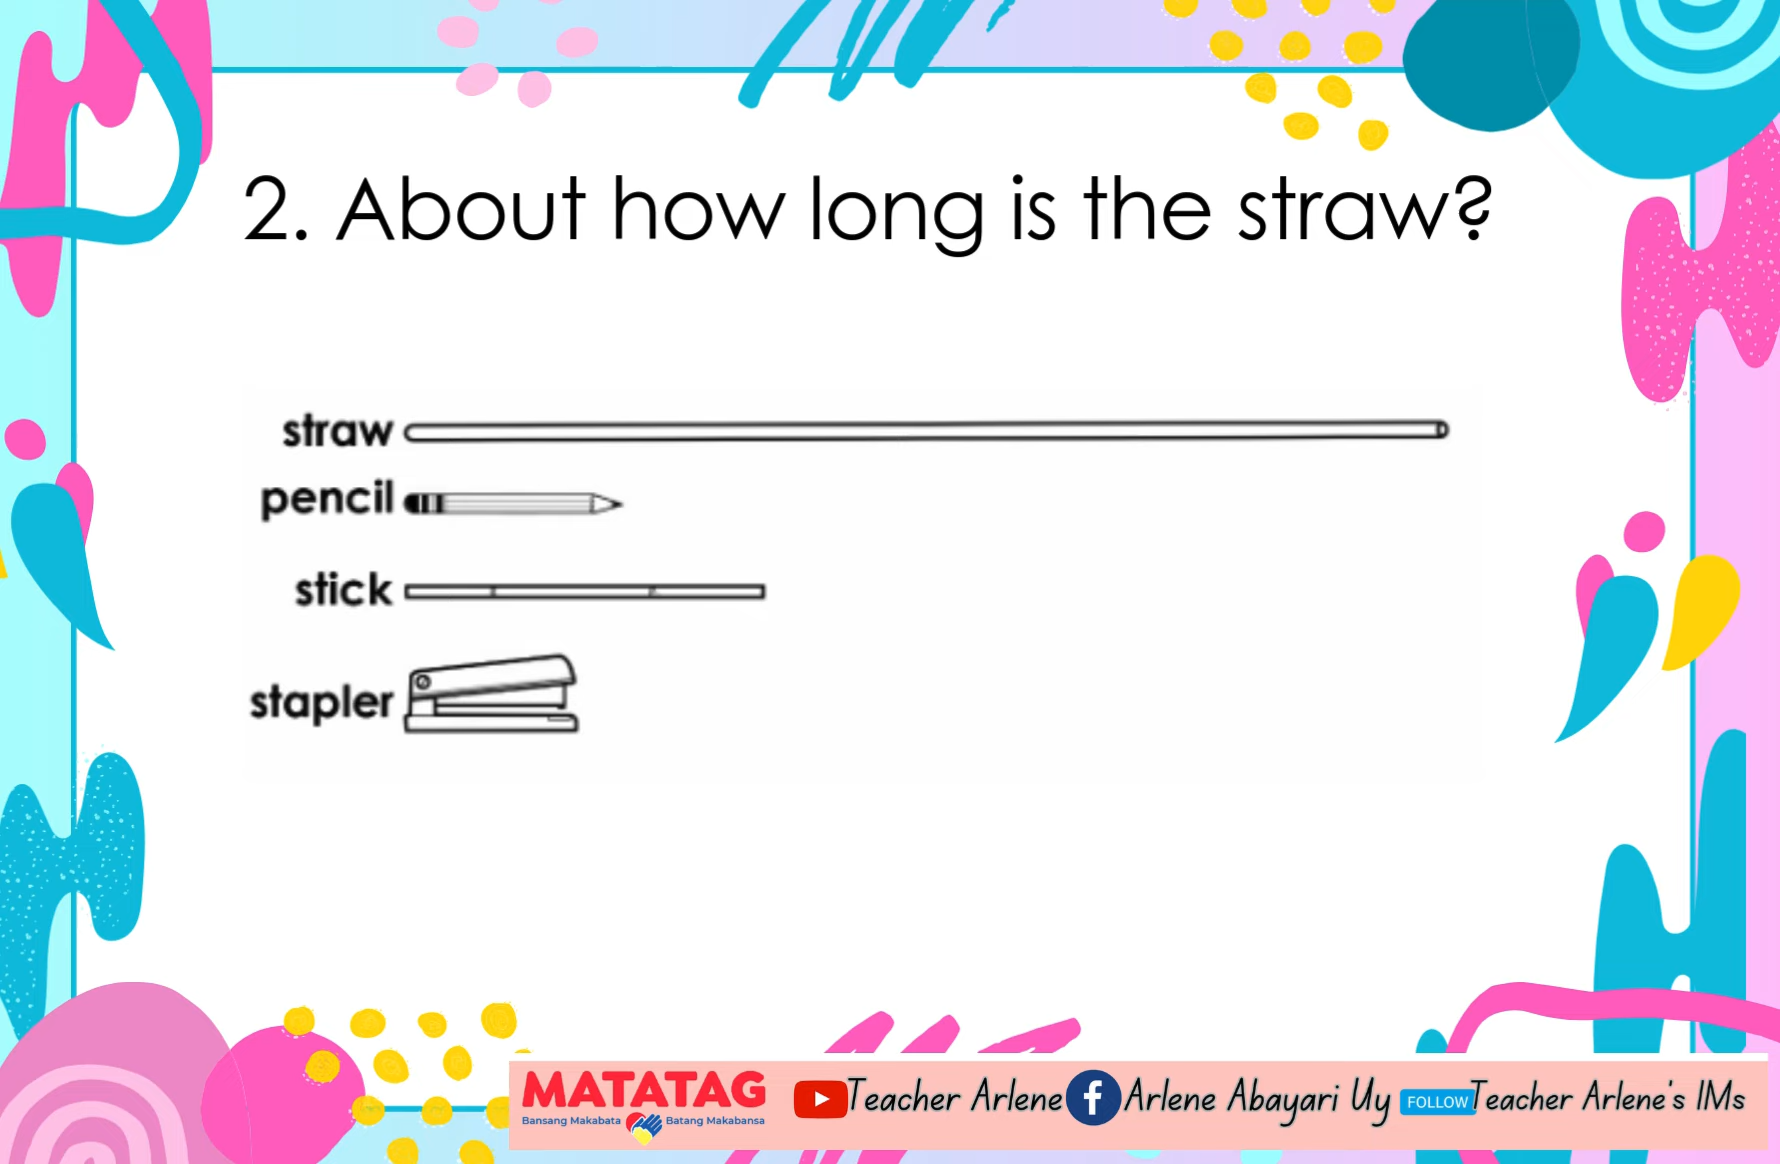 2. About how long is the straw?
straw
pencil
stick
stapler
MATATAG
Bansang Makabata Batang Makabansa
Teacher Arlene
Arlene Abayari Uy
FOLLOW
Teacher Arlene's IMs